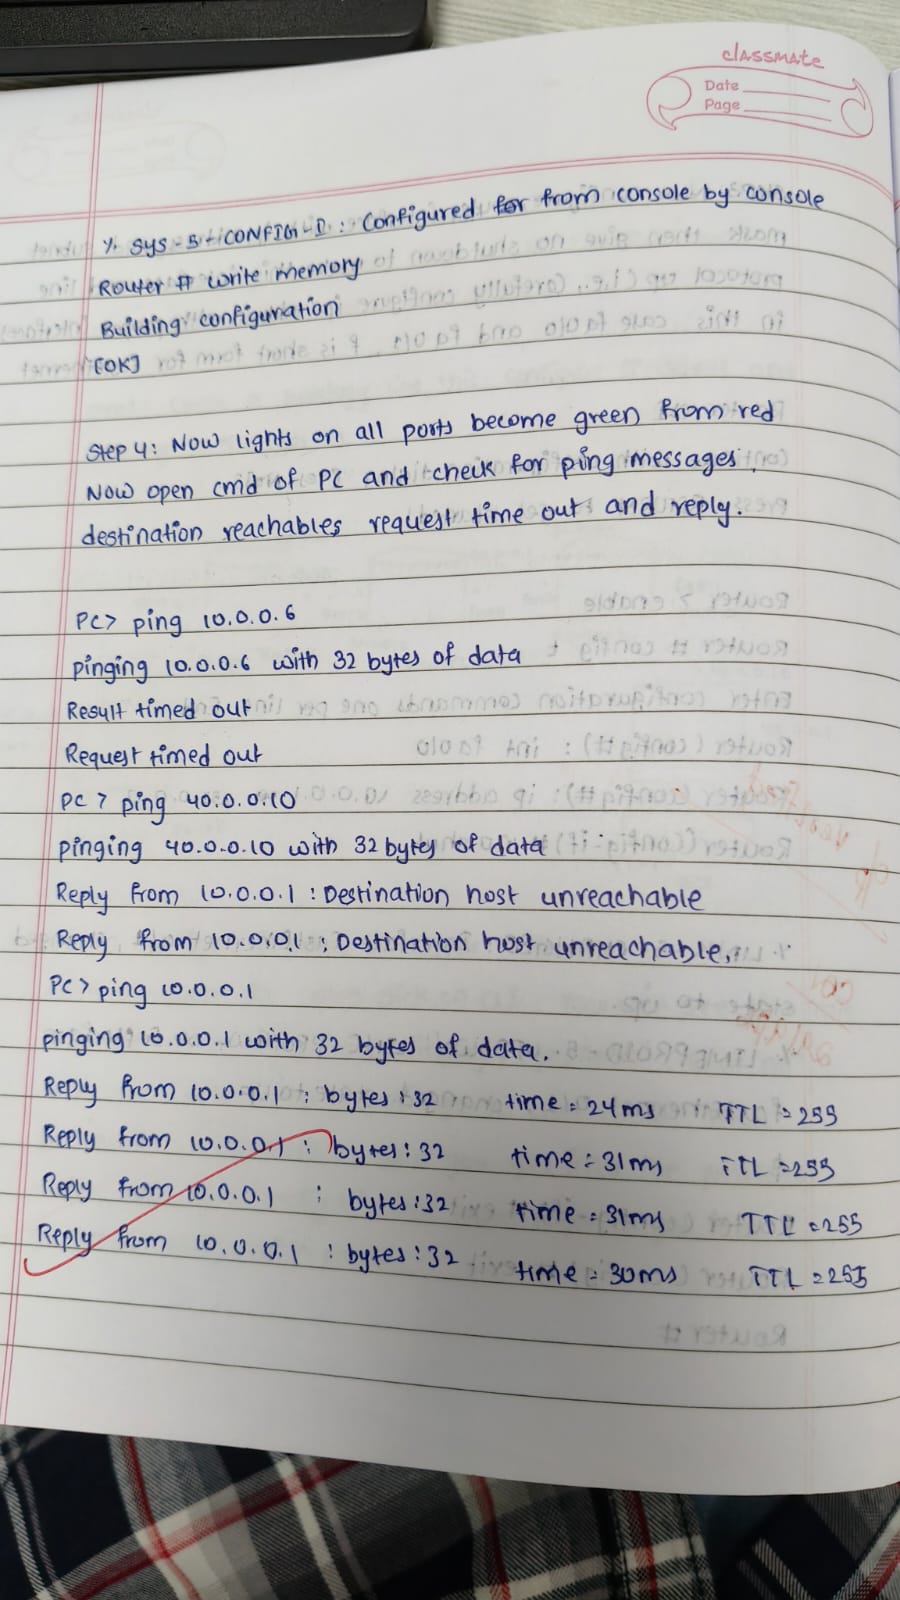 classmate
Date
Page
% SYS-5-CONFIG-I: Configured for from console by console
Router # write memory
Building configuration
[OK]
Step 4: Now lights on all ports become green from red
Now open cmd of PC and check for ping messages,
destination reachables request time out and reply.
PC> ping 10.0.0.6
pinging 10.0.0.6 with 32 bytes of data
Result timed out
Request timed out
PC > ping 40.0.0.10
pinging 40.0.0.10 with 32 bytes of data
Reply from 10.0.0.1 : Destination host unreachable
Reply from 10.0.0.1 : Destination host unreachable,
PC > ping 10.0.0.1
pinging 10.0.0.1 with 32 bytes of data.
Reply from 10.0.0.1 : bytes : 32 time = 24ms TTL = 255
Reply from 10.0.0.1 : bytes : 32 time = 31ms TTL = 255
Reply from 10.0.0.1 : bytes : 32 time = 31ms TTL = 255
Reply from 10.0.0.1 : bytes : 32 time = 30ms TTL = 255